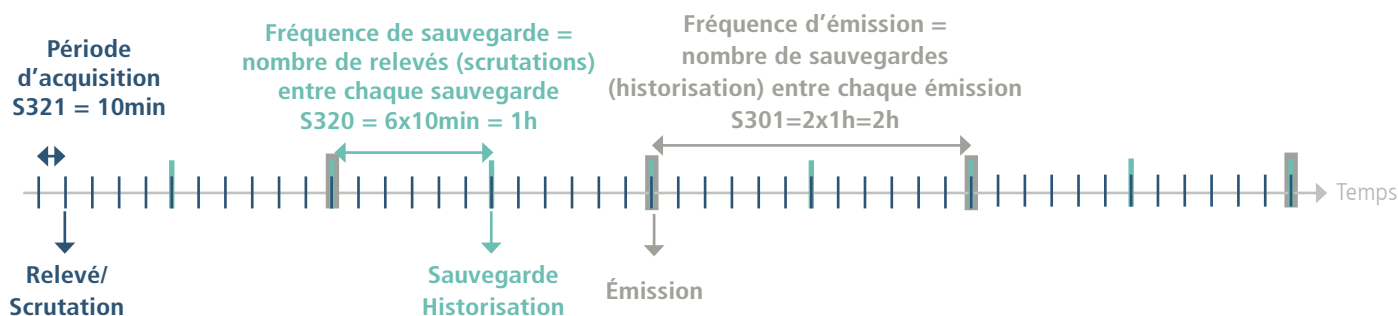 Période
d'acquisition
S321 = 10min
Fréquence de sauvegarde =
nombre de relevés (scrutations)
entre chaque sauvegarde
S320 = 6x10min = 1h
Fréquence d'émission =
nombre de sauvegardes
(historisation) entre chaque émission
S301=2x1h=2h
Temps
Relevé/
Scrutation
Sauvegarde
Historisation
Émission